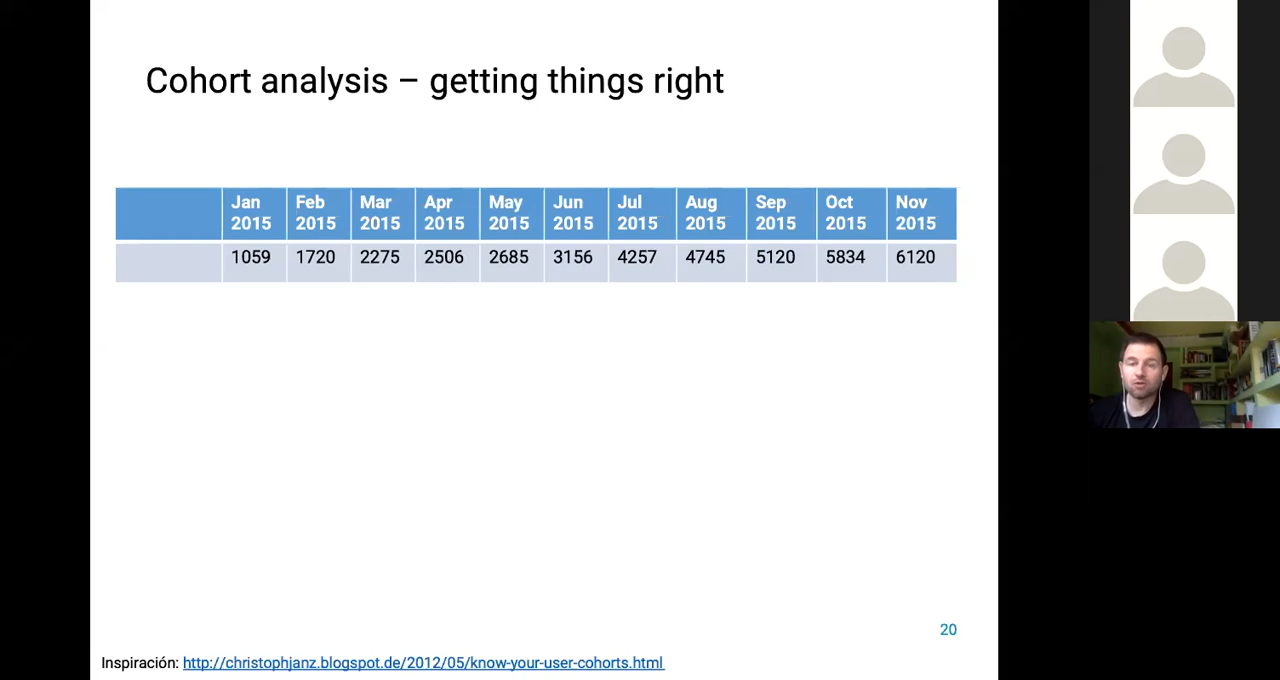 Cohort analysis – getting things right
Jan 2015 Feb 2015 Mar 2015 Apr 2015 May 2015 Jun 2015 Jul 2015 Aug 2015 Sep 2015 Oct 2015 Nov 2015
1059 1720 2275 2506 2685 3156 4257 4745 5120 5834 6120
20
Inspiración: http://christophjanz.blogspot.de/2012/05/know-your-user-cohorts.html